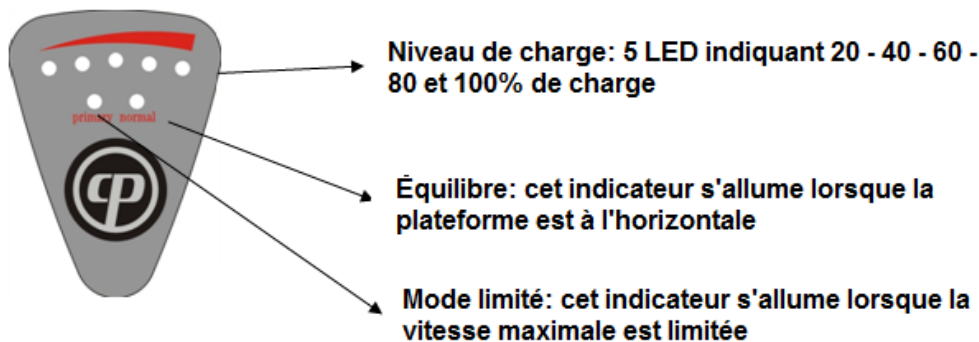 Niveau de charge: 5 LED indiquant 20 - 40 - 60 -
80 et 100% de charge
primary normal
Équilibre: cet indicateur s'allume lorsque la
plateforme est à l'horizontale
Mode limité: cet indicateur s'allume lorsque la
vitesse maximale est limitée